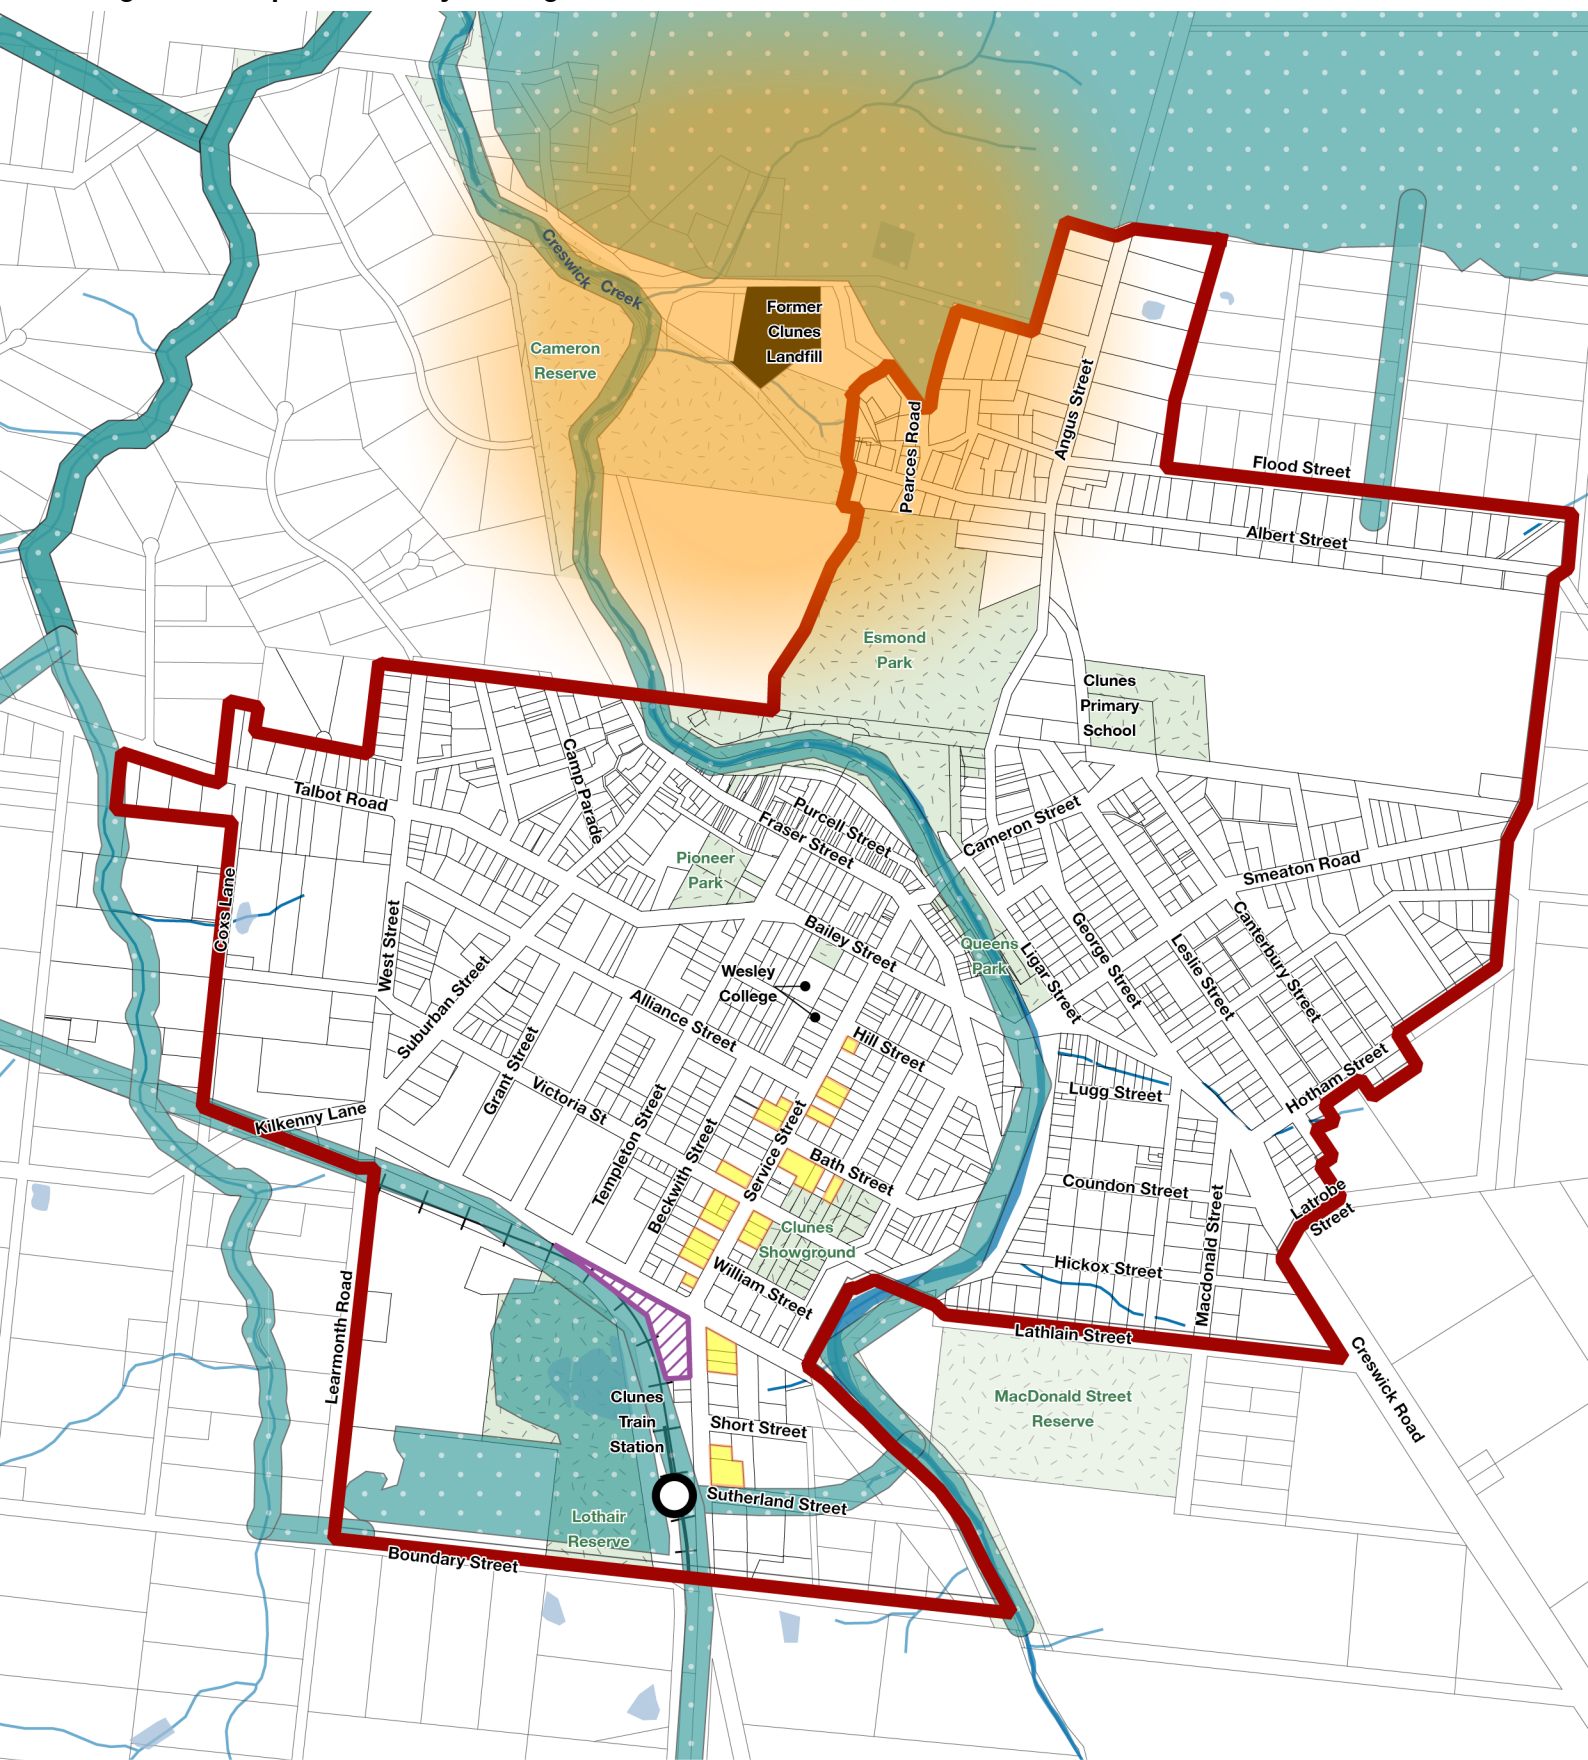 Creswick
Creek
Former
Clunes
Landfill
Cameron
Reserve
Angus Street
Pearces Road
Flood Street
Albert Street
Esmond
Park
Clunes
Primary
School
Camp Parade
Talbot Road
Purcell Street
Fraser Street
Cameron Street
Pioneer
Park
Smeaton Road
Coxs Lane
West Street
Bailey Street
Canterbury Street
George Street
Leslie Street
Queens
Park
Ligar Street
Wesley
College
Suburban Street
Alliance Street
Hill Street
Grant Street
Victoria St
Hotham Street
Lugg Street
Kilkenny Lane
Templeton Street
Beckwith Street
Service Street
Bath Street
Coundon Street
Macdonald Street
Latrobe
Street
Clunes
Showground
William Street
Hickox Street
Learmonth Road
Lathlain Street
Creswick Road
MacDonald Street
Reserve
Clunes
Train
Station
Short Street
Sutherland Street
Lothair
Reserve
Boundary Street